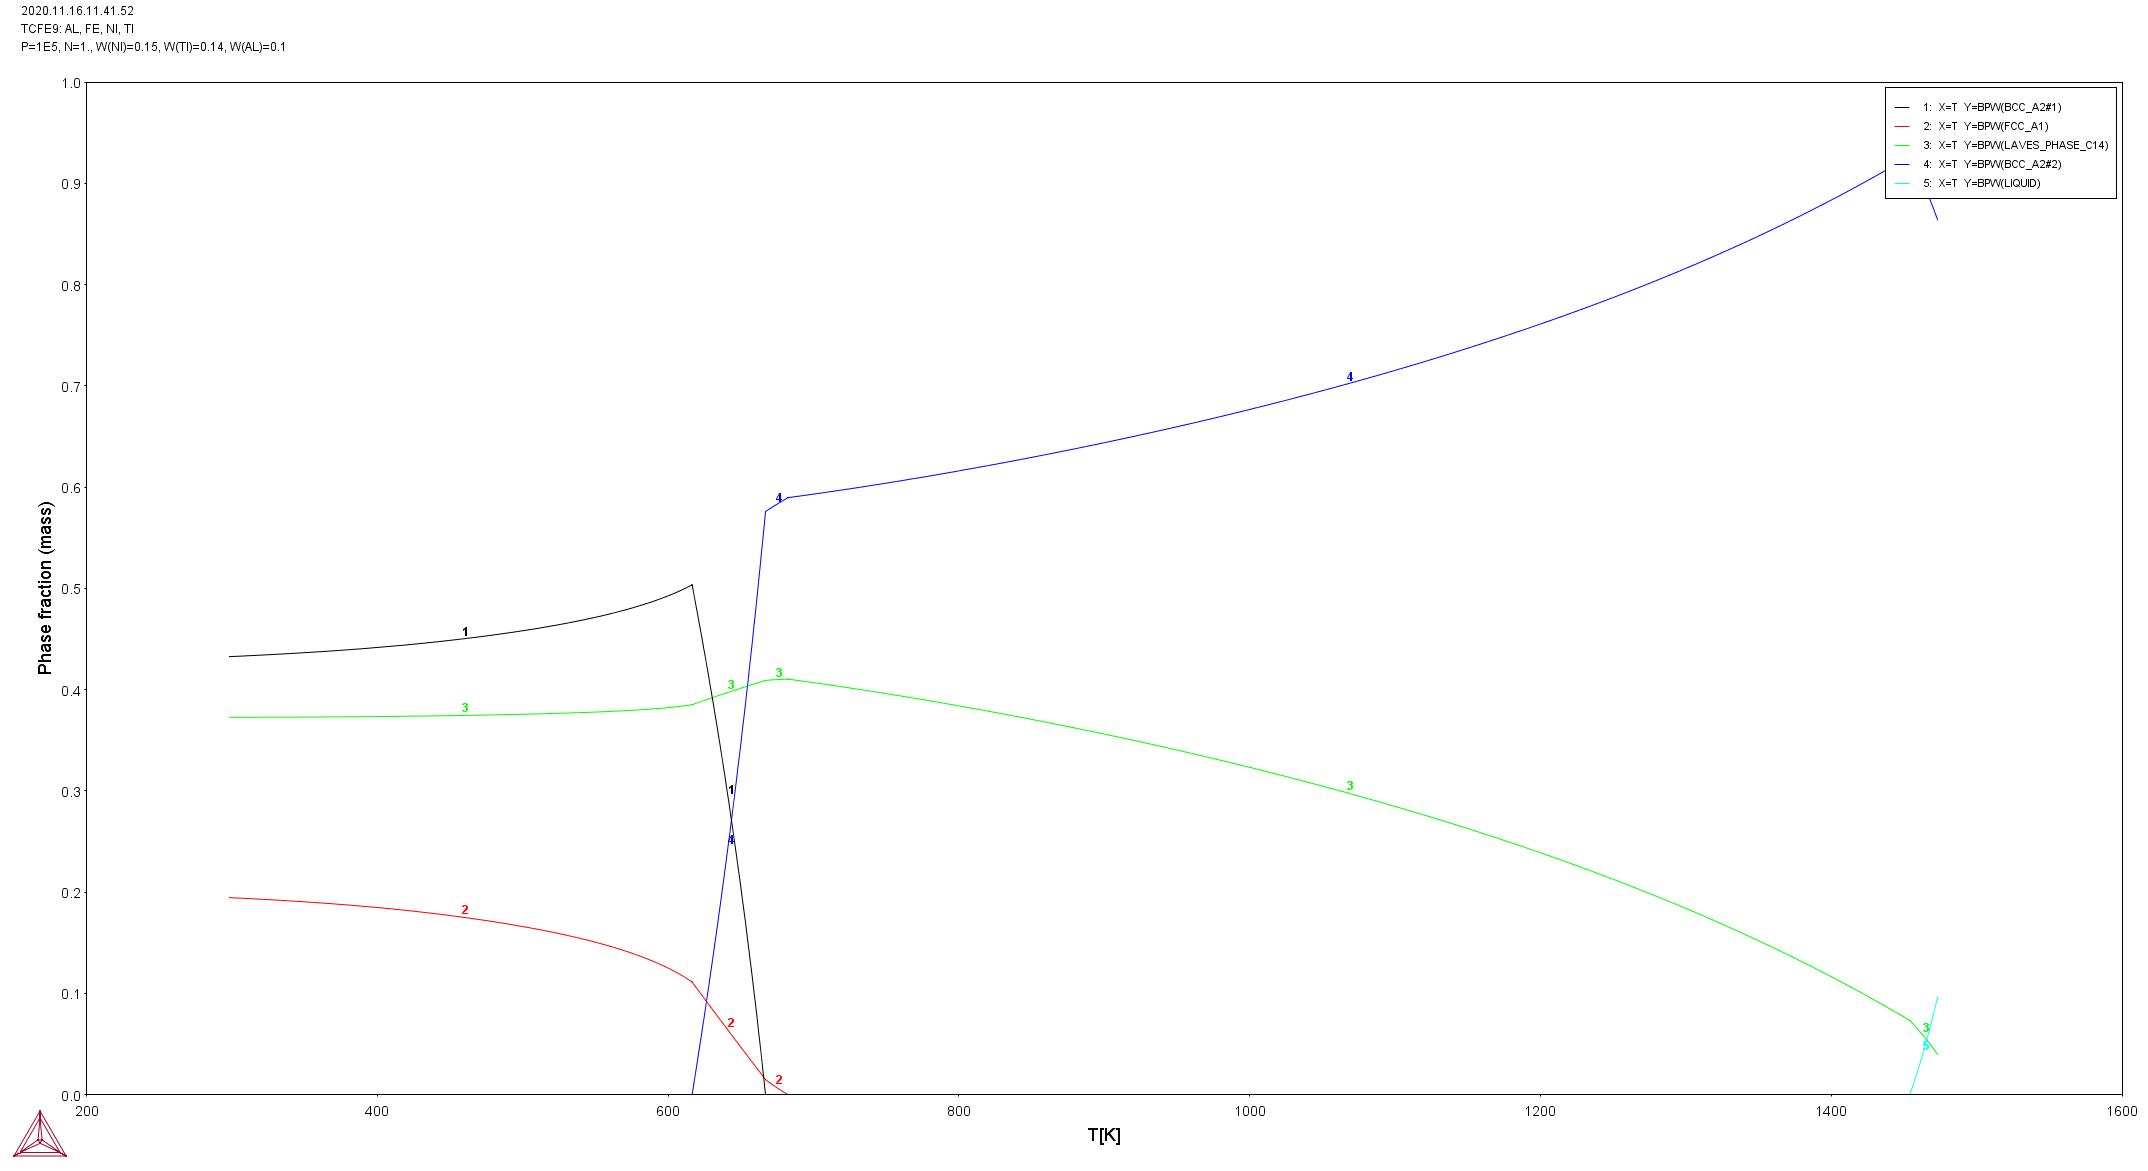 2020.11.16.11.41.52
TCFE9: AL, FE, NI, TI
P=1E5, N=1., W(NI)=0.15, W(TI)=0.14, W(AL)=0.1
1: X=T Y=BPW(BCC_A2#1)
2: X=T Y=BPW(FCC_A1)
3: X=T Y=BPW(LAVES_PHASE_C14)
4: X=T Y=BPW(BCC_A2#2)
5: X=T Y=BPW(LIQUID)
1.0
0.9
0.8
0.7
0.6
0.5
0.4
0.3
0.2
0.1
0.0
Phase fraction (mass)
4
4
1
3
3
3
1
3
4
2
2
2
3
5
200 400 600 800 1000 1200 1400 1600
T[K]